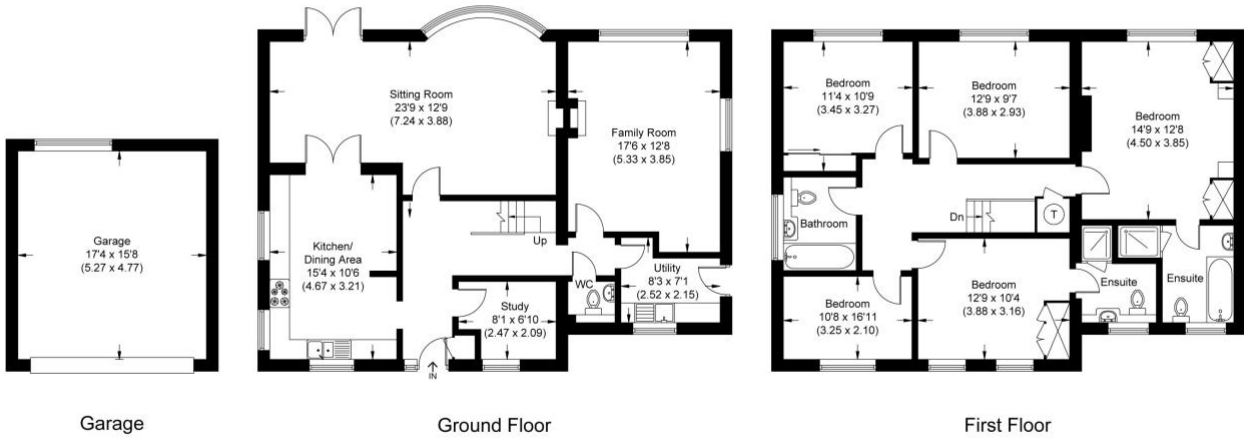 Garage
17'4 x 15'8
(5.27 x 4.77)
Garage
Sitting Room
23'9 x 12'9
(7.24 x 3.88)
Family Room
17'6 x 12'8
(5.33 x 3.85)
Kitchen/
Dining Area
15'4 x 10'6
(4.67 x 3.21)
Up
WC
Utility
8'3 x 7'1
(2.52 x 2.15)
Study
8'1 x 6'10
(2.47 x 2.09)
IN
Ground Floor
Bedroom
11'4 x 10'9
(3.45 x 3.27)
Bedroom
12'9 x 9'7
(3.88 x 2.93)
Bedroom
14'9 x 12'8
(4.50 x 3.85)
Bathroom
Dn
T
Bedroom
10'8 x 16'11
(3.25 x 2.10)
Bedroom
12'9 x 10'4
(3.88 x 3.16)
Ensuite
Ensuite
First Floor